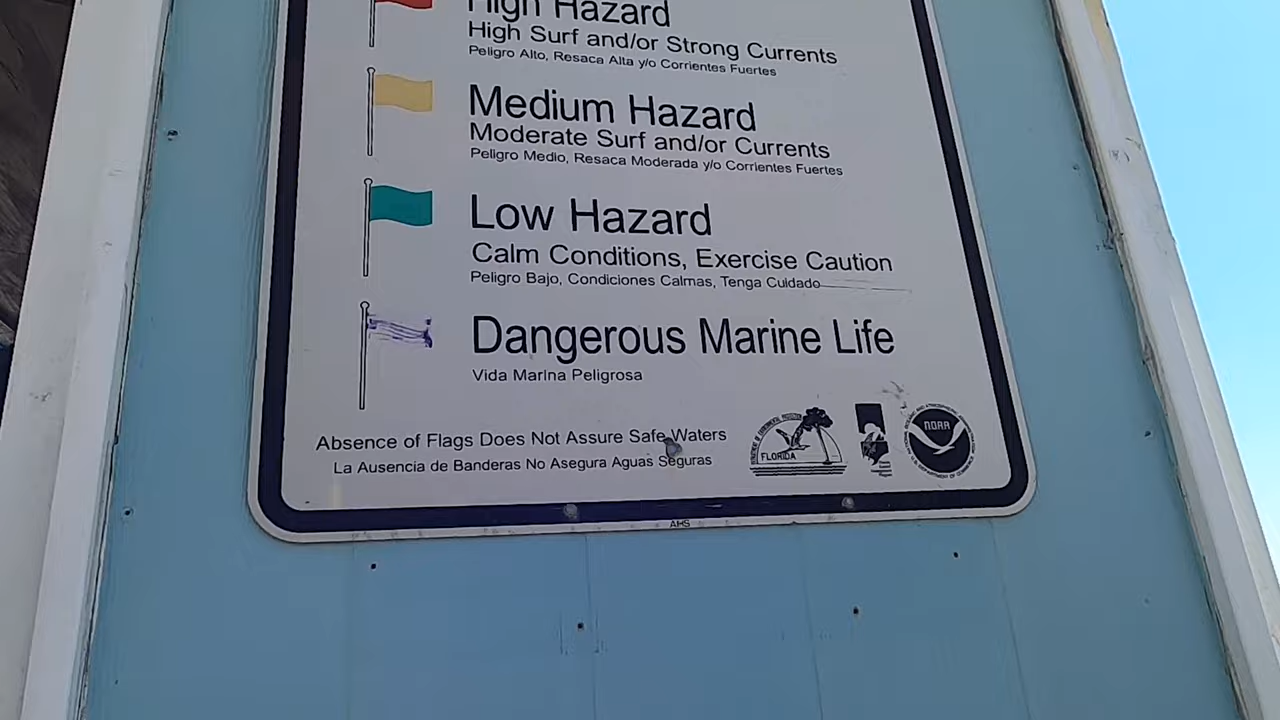 High Hazard
High Surf and/or Strong Currents
Peligro Alto, Resaca Alta y/o Corrientes Fuertes
Medium Hazard
Moderate Surf and/or Currents
Peligro Medio, Resaca Moderada y/o Corrientes Fuertes
Low Hazard
Calm Conditions, Exercise Caution
Peligro Bajo, Condiciones Calmas, Tenga Cuidado
Dangerous Marine Life
Vida Marina Peligrosa
Absence of Flags Does Not Assure Safe Waters
La Ausencia de Banderas No Asegura Aguas Seguras
FLORIDA
NOAA
AHS